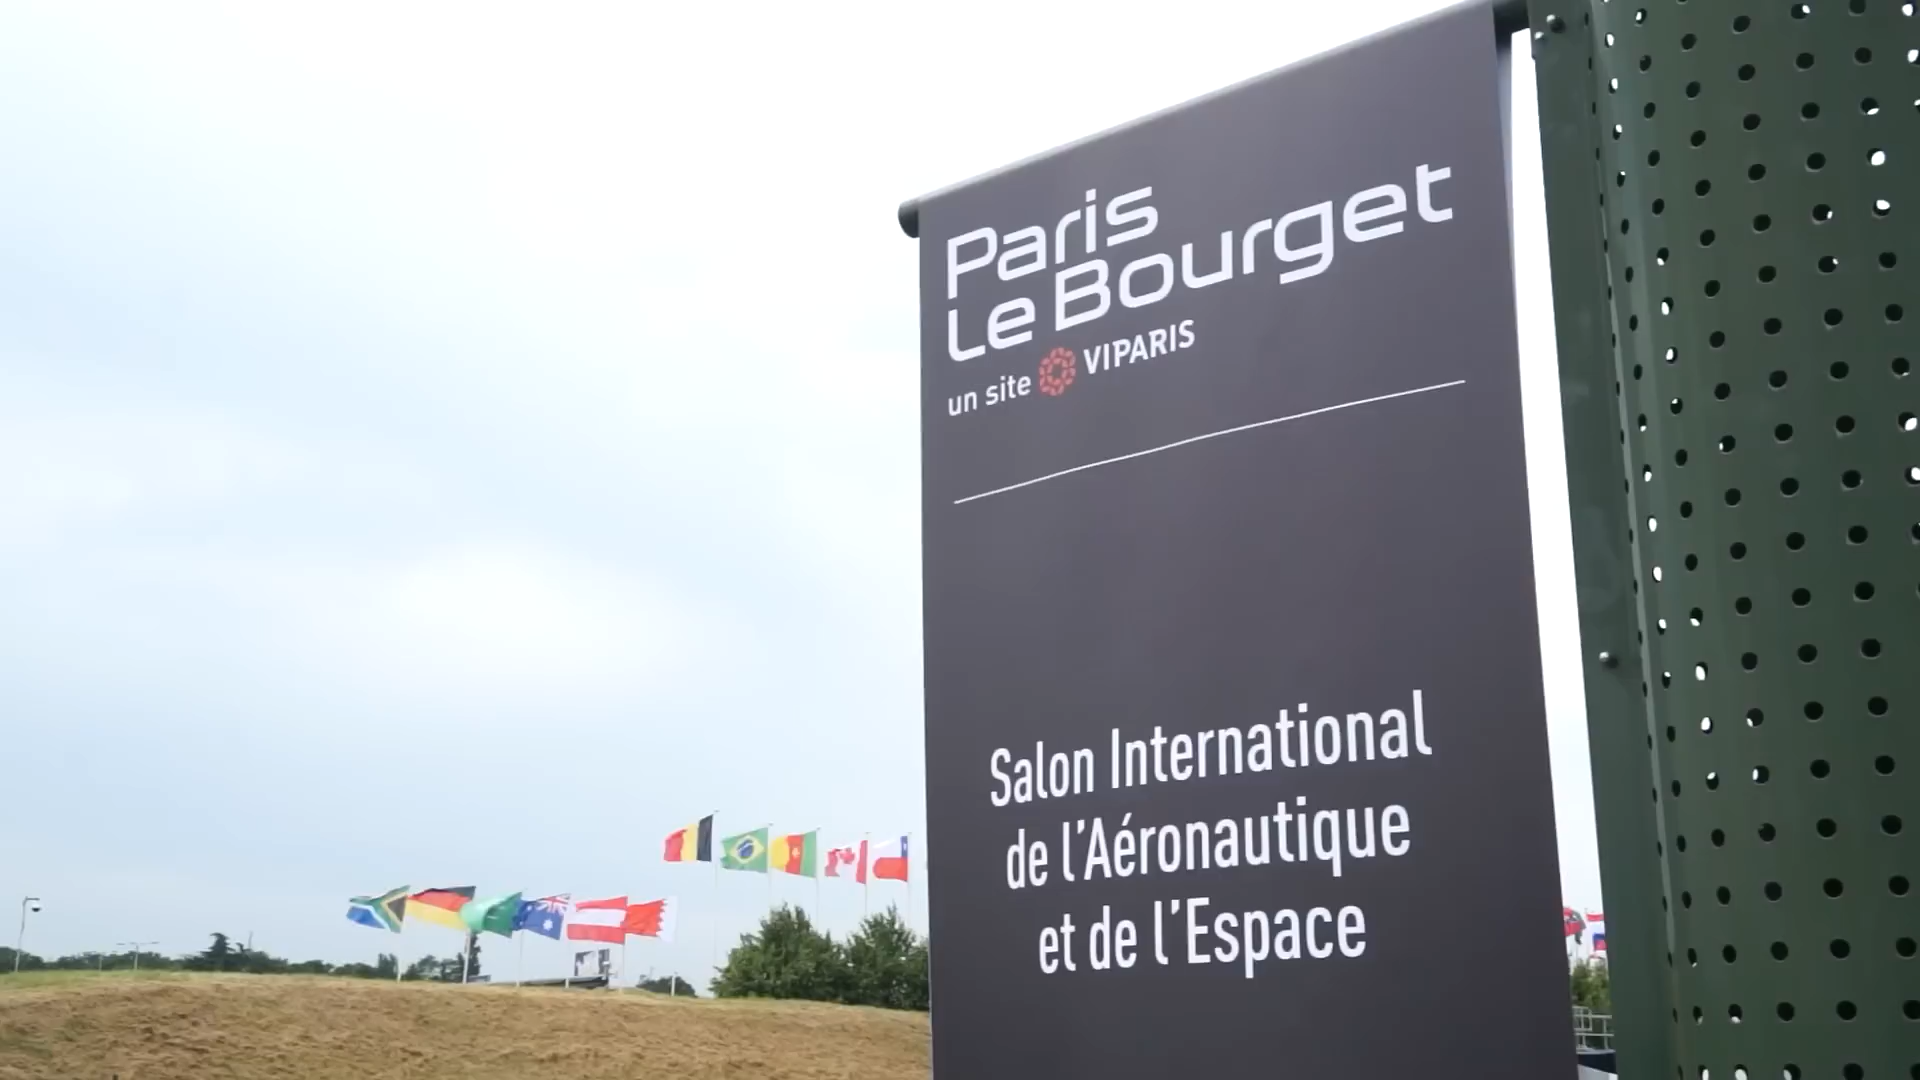 Paris
Le Bourget
un site VIPARIS
Salon International
de l'Aéronautique
et de l'Espace